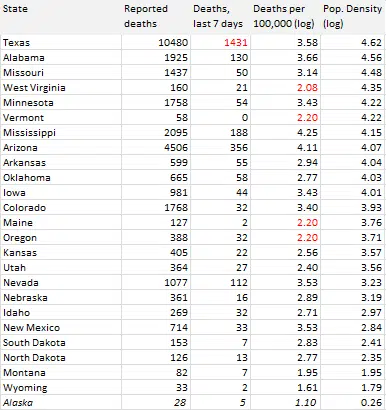 State Reported deaths Deaths, last 7 days Deaths per 100,000 (log) Pop. Density (log)
Texas 10480 1431 3.58 4.62
Alabama 1925 130 3.66 4.56
Missouri 1437 50 3.14 4.48
West Virginia 160 21 2.08 4.35
Minnesota 1758 54 3.43 4.22
Vermont 58 0 2.20 4.22
Mississippi 2095 188 4.25 4.15
Arizona 4506 356 4.11 4.07
Arkansas 599 55 2.94 4.04
Oklahoma 665 58 2.77 4.03
Iowa 981 44 3.43 4.01
Colorado 1768 32 3.40 3.93
Maine 127 2 2.20 3.76
Oregon 388 32 2.20 3.71
Kansas 405 22 2.56 3.57
Utah 364 27 2.40 3.56
Nevada 1077 112 3.53 3.23
Nebraska 361 16 2.89 3.19
Idaho 269 32 2.71 2.97
New Mexico 714 33 3.53 2.84
South Dakota 153 7 2.83 2.41
North Dakota 126 13 2.77 2.35
Montana 82 7 1.95 1.95
Wyoming 33 2 1.61 1.79
Alaska 28 5 1.10 0.26